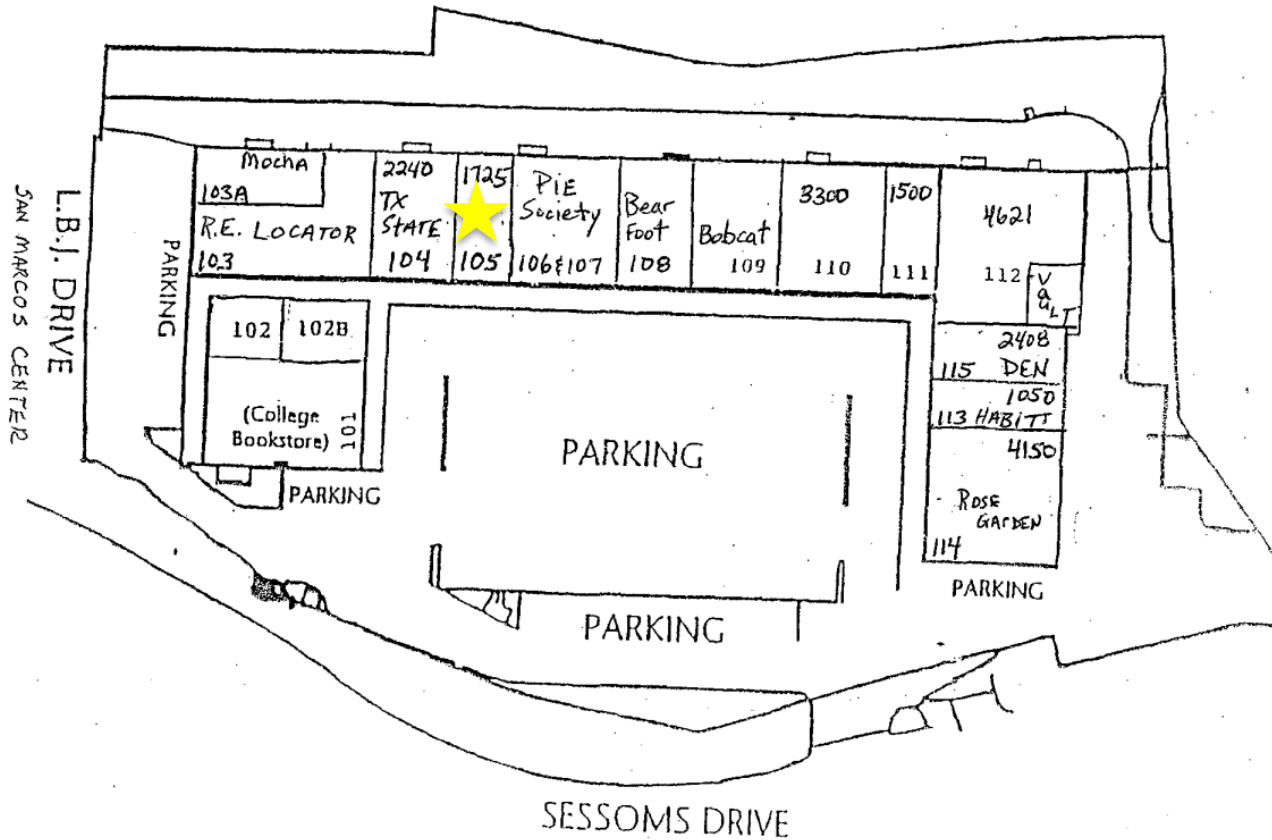 L.B.J. DRIVE
SAN MARCOS CENTER
PARKING
Mocha
103A
R.E. LOCATOR
103
2240
TX
STATE
104
1725
105
PIE
Society
106&107
Bear
Foot
108
Bobcat
109
3300
110
1500
111
4621
112
VAULT
2408
115 DEN
1050
113 HABITT
4150
ROSE
GARDEN
114
PARKING
102
102B
(College
Bookstore)
101
PARKING
PARKING
PARKING
SESSOMS DRIVE